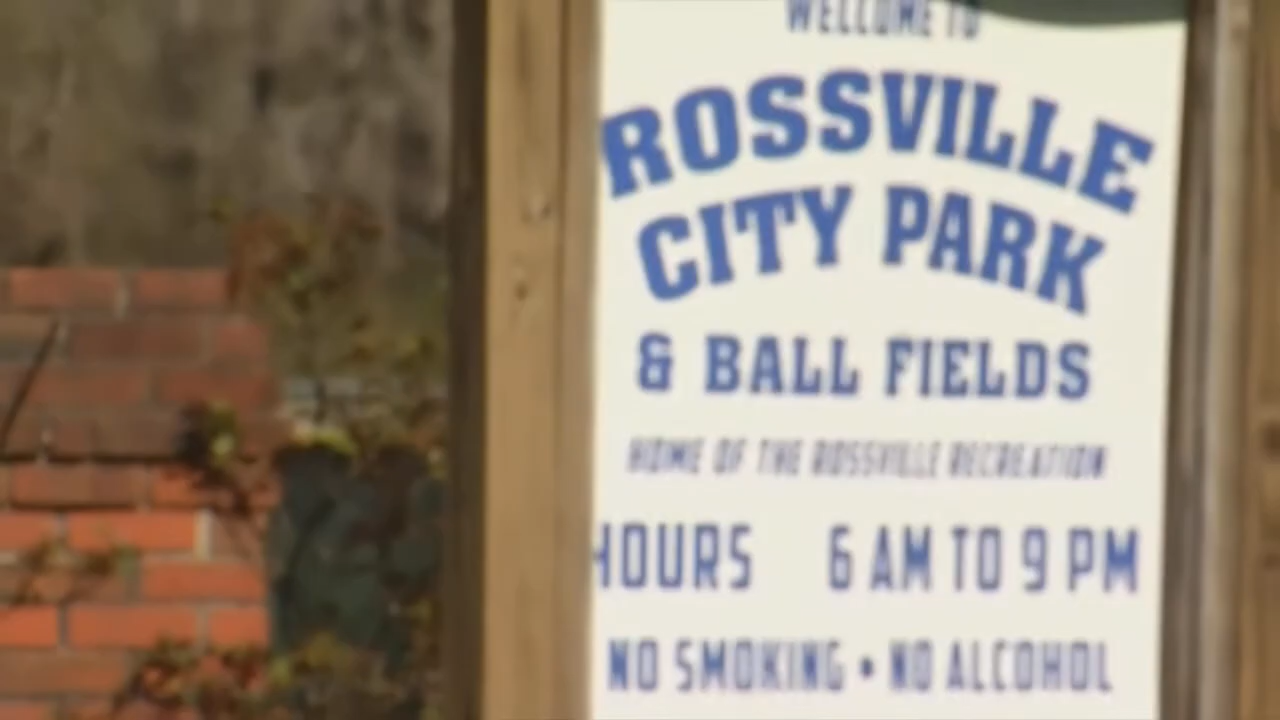 WELCOME TO
ROSSVILLE
CITY PARK
& BALL FIELDS
HOME OF THE ROSSVILLE RECREATION
HOURS 6 AM TO 9 PM
NO SMOKING • NO ALCOHOL